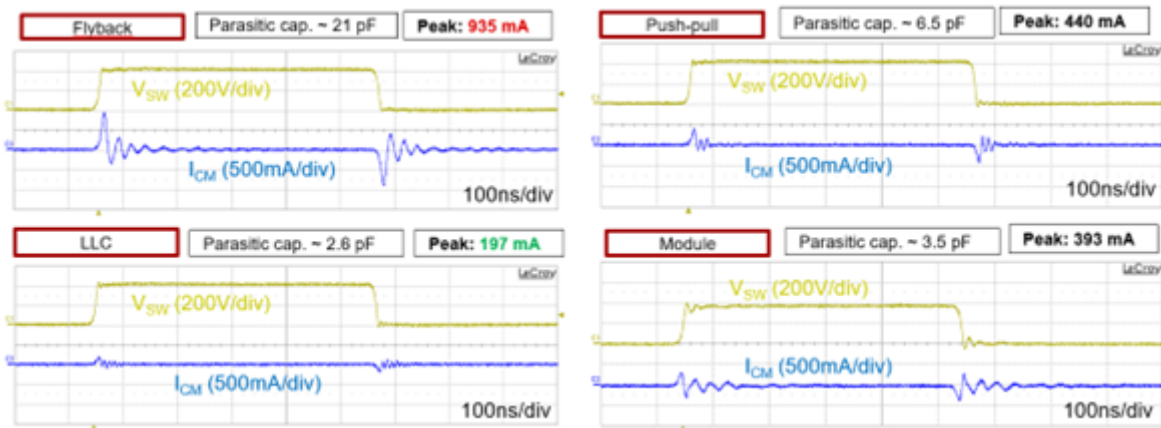 Flyback
Parasitic cap. ~ 21 pF
Peak: 935 mA
LeCroy
V_SW (200V/div)
I_CM (500mA/div)
100ns/div
Push-pull
Parasitic cap. ~ 6.5 pF
Peak: 440 mA
LeCroy
V_SW (200V/div)
I_CM (500mA/div)
100ns/div
LLC
Parasitic cap. ~ 2.6 pF
Peak: 197 mA
LeCroy
V_SW (200V/div)
I_CM (500mA/div)
100ns/div
Module
Parasitic cap. ~ 3.5 pF
Peak: 393 mA
LeCroy
V_SW (200V/div)
I_CM (500mA/div)
100ns/div